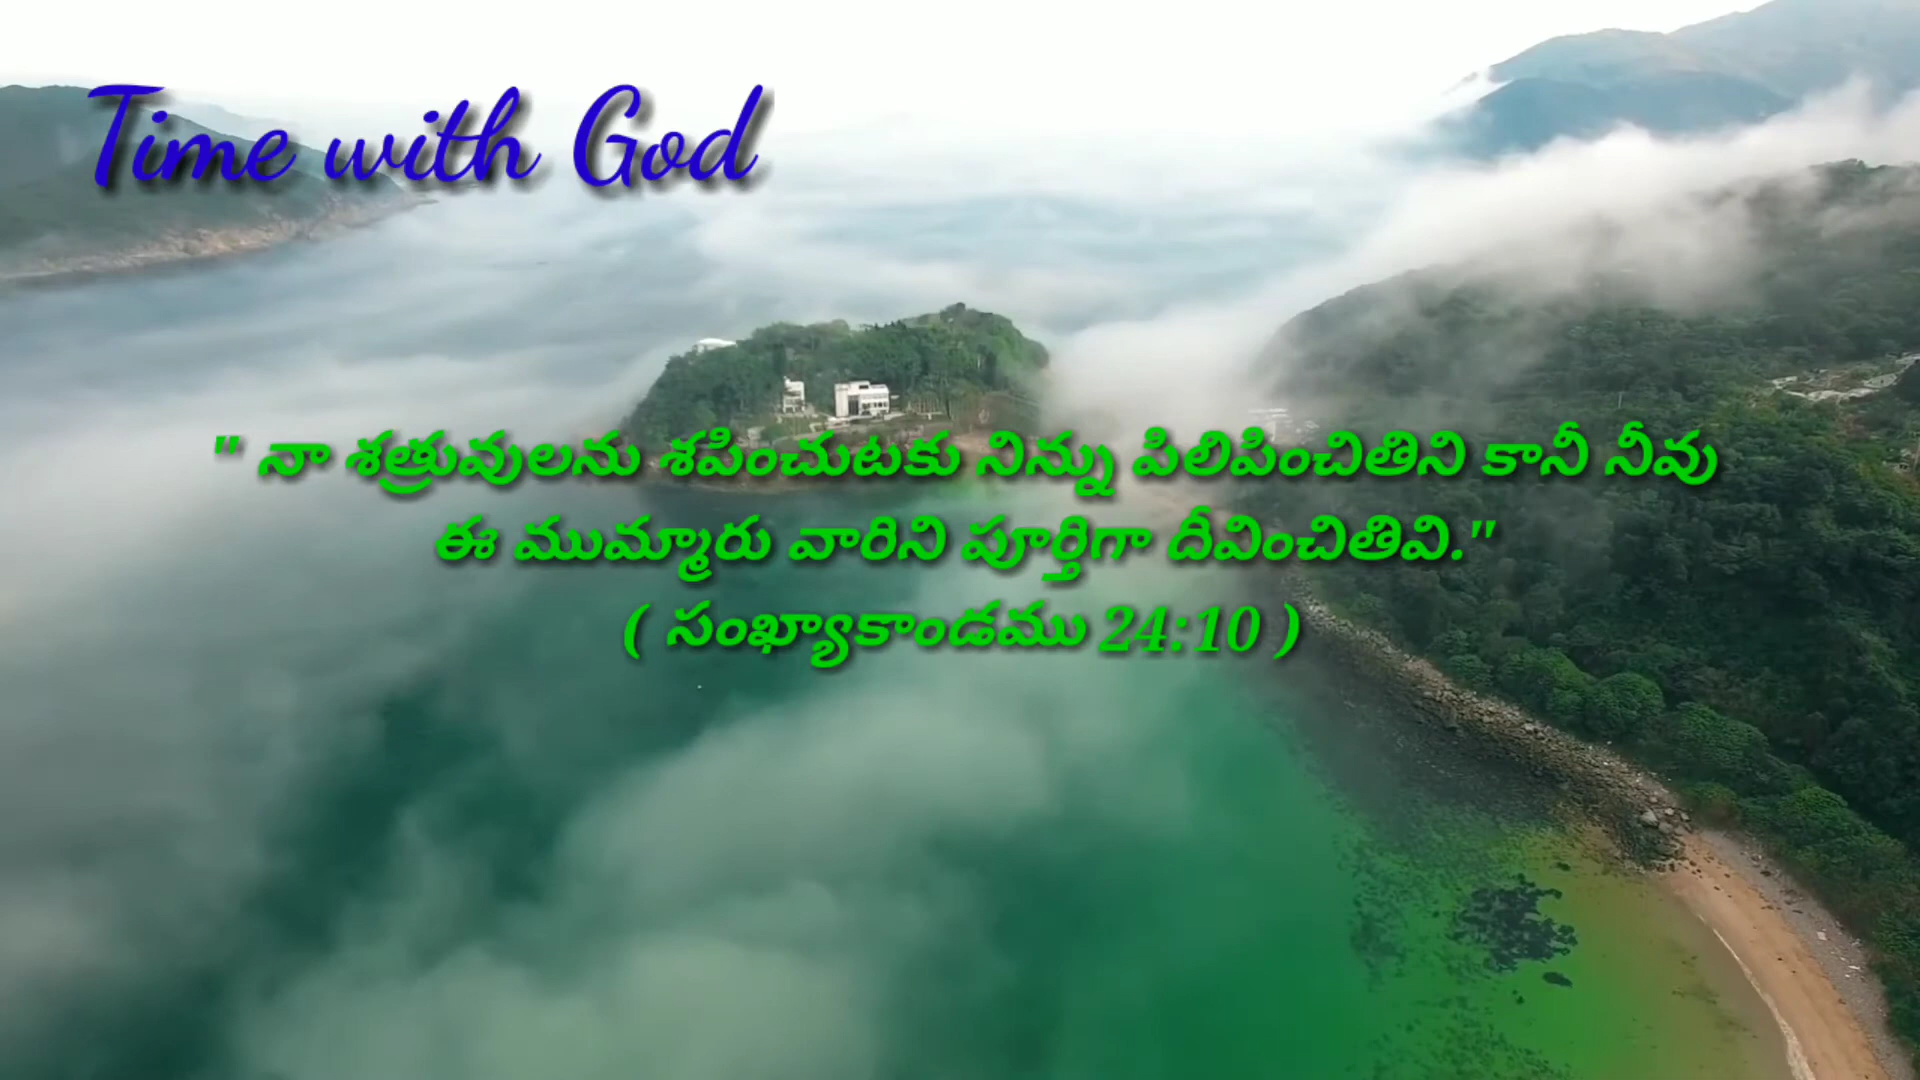 Time with God
" నా శత్రువులను శపించుటకు నిన్ను పిలిపించితిని కానీ నీవు
ఈ ముమ్మారు వారిని పూర్తిగా దీవించితివి."
( సంఖ్యాకాండము 24:10 )